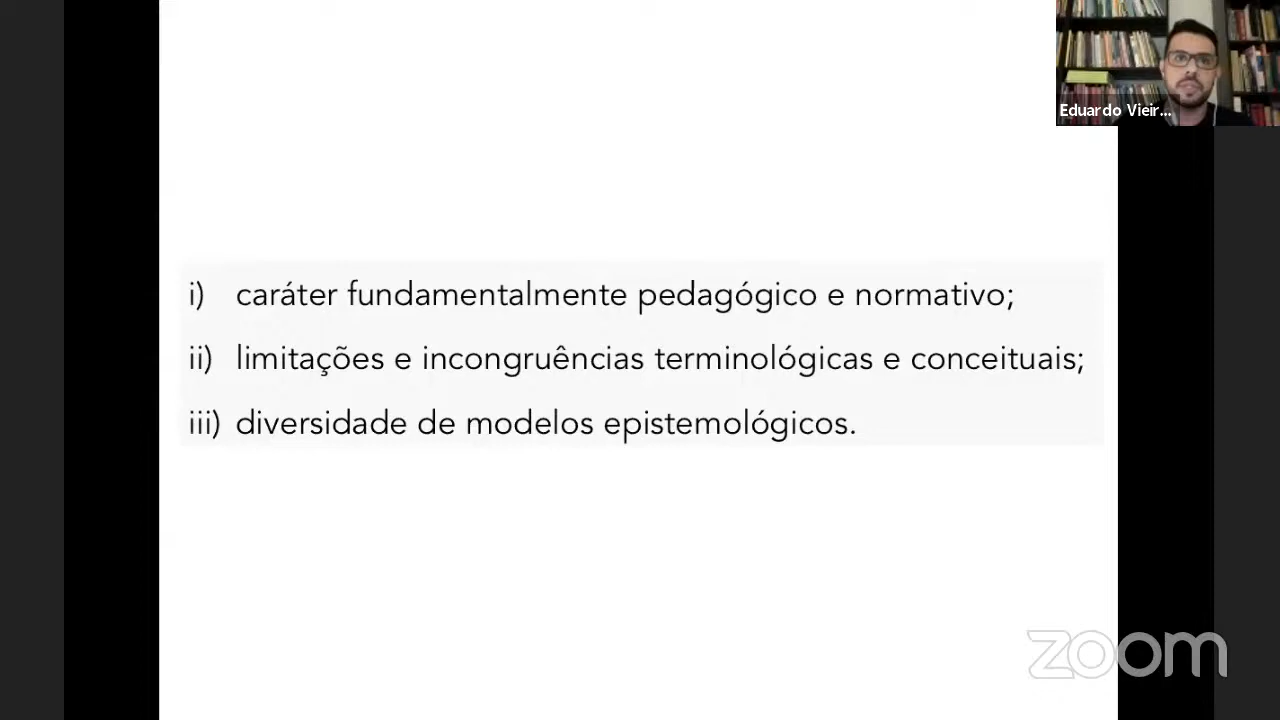 Eduardo Vieir...
i) caráter fundamentalmente pedagógico e normativo;
ii) limitações e incongruências terminológicas e conceituais;
iii) diversidade de modelos epistemológicos.
zoom